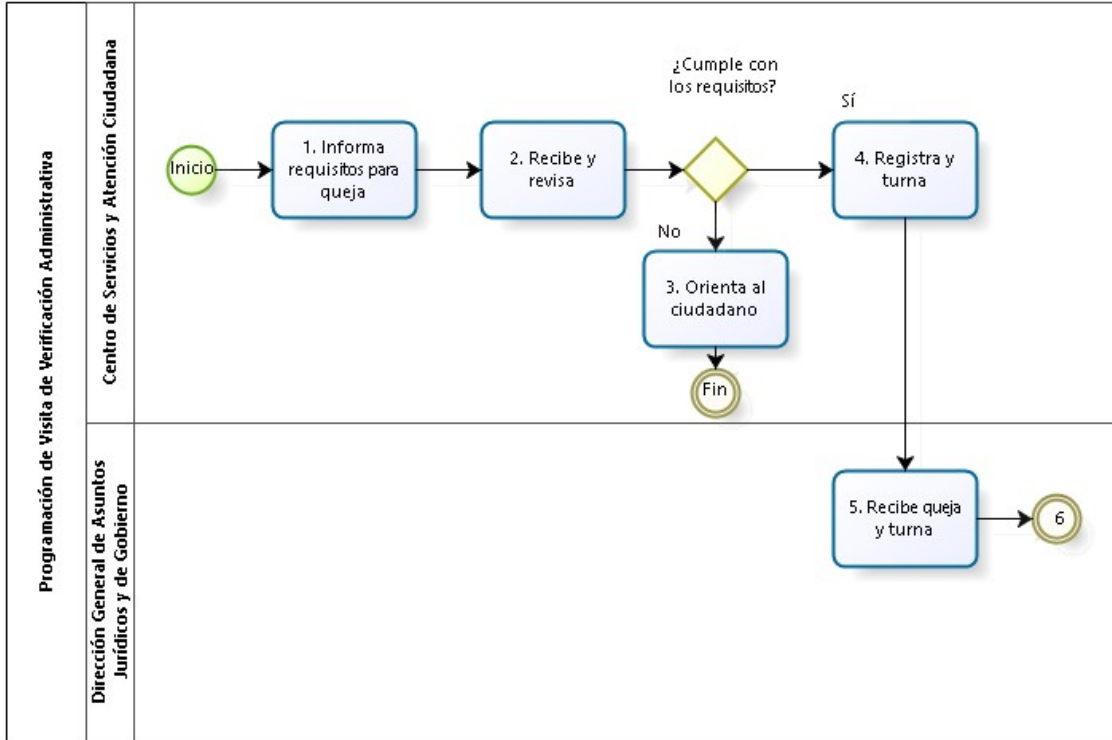 Programación de Visita de Verificación Administrativa
Centro de Servicios y Atención Ciudadana
¿Cumple con
los requisitos?
Sí
Inicio
1. Informa
requisitos para
queja
2. Recibe y
revisa
4. Registra y
turna
No
3. Orienta al
ciudadano
Fin
Dirección General de Asuntos
Jurídicos y de Gobierno
5. Recibe queja
y turna
6